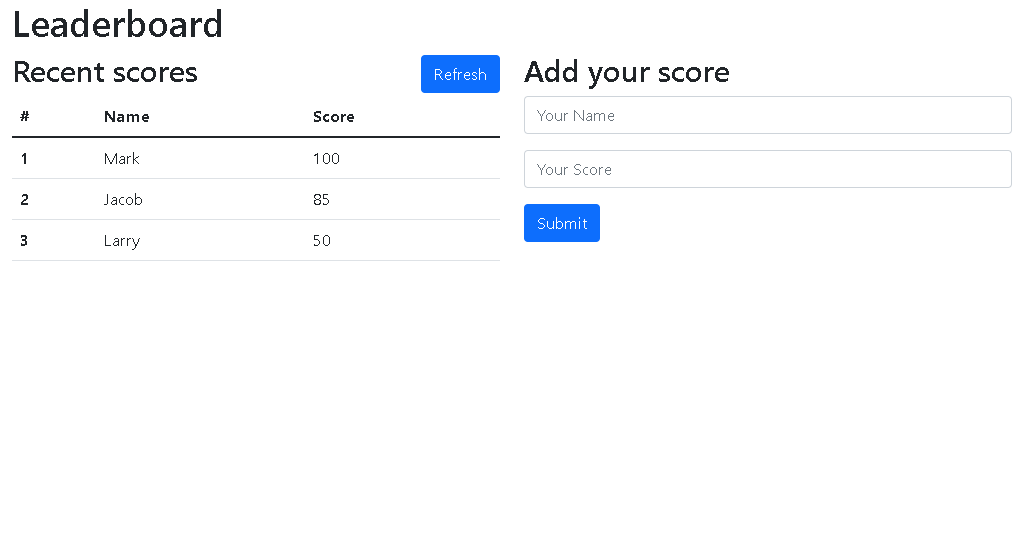 Leaderboard
Recent scores
Refresh
# Name Score
1 Mark 100
2 Jacob 85
3 Larry 50
Add your score
Your Name
Your Score
Submit